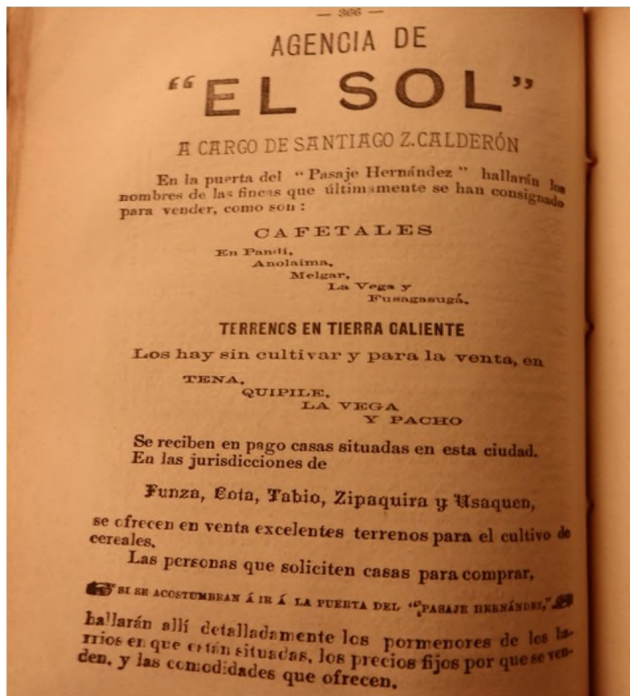 — 366 —
AGENCIA DE
“EL SOL”
A CARGO DE SANTIAGO Z. CALDERÓN
En la puerta del “Pasaje Hernández” hallarán los
nombres de las fincas que últimamente se han consignado
para vender, como son:
CAFETALES
En Pandi,
Anolaima,
Melgar,
La Vega y
Fusagasugá.
TERRENOS EN TIERRA CALIENTE
Los hay sin cultivar y para la venta, en
TENA,
QUIPILE,
LA VEGA
Y PACHO
Se reciben en pago casas situadas en esta ciudad.
En las jurisdicciones de
Funza, Cota, Tabio, Zipaquira y Usaquen,
se ofrecen en venta excelentes terrenos para el cultivo de
cereales.
Las personas que soliciten casas para comprar,
SI SE ACOSTUMBRAN Á IR Á LA PUERTA DEL “PASAJE HERNÁNDEZ,”
hallarán allí detalladamente los pormenores de los ba-
rrios en que están situadas, los precios fijos por que se ven-
den, y las comodidades que ofrecen.